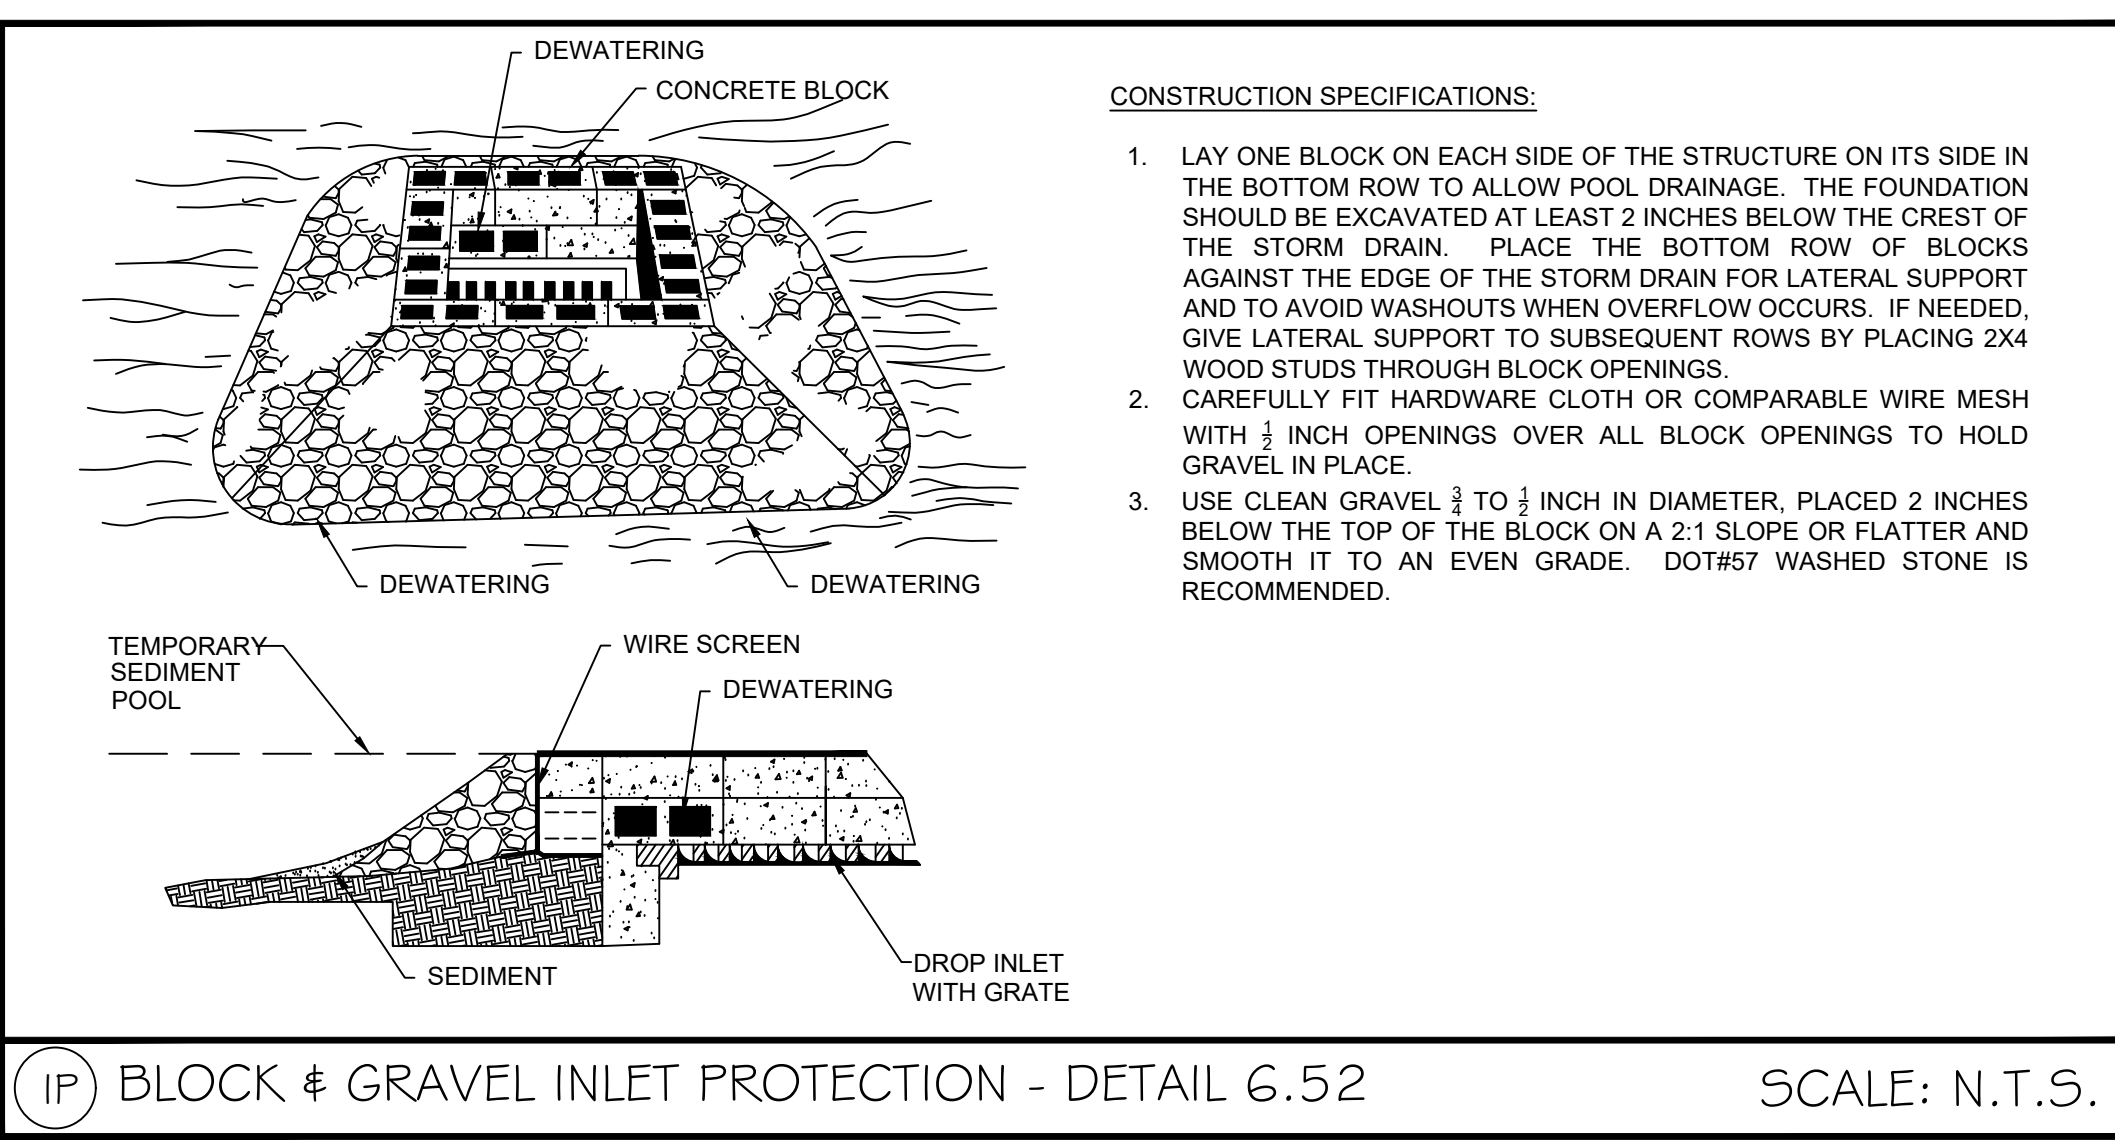 DEWATERING
CONCRETE BLOCK
DEWATERING
DEWATERING
TEMPORARY
SEDIMENT
POOL
WIRE SCREEN
DEWATERING
SEDIMENT
DROP INLET
WITH GRATE
CONSTRUCTION SPECIFICATIONS:
1. LAY ONE BLOCK ON EACH SIDE OF THE STRUCTURE ON ITS SIDE IN
THE BOTTOM ROW TO ALLOW POOL DRAINAGE. THE FOUNDATION
SHOULD BE EXCAVATED AT LEAST 2 INCHES BELOW THE CREST OF
THE STORM DRAIN. PLACE THE BOTTOM ROW OF BLOCKS
AGAINST THE EDGE OF THE STORM DRAIN FOR LATERAL SUPPORT
AND TO AVOID WASHOUTS WHEN OVERFLOW OCCURS. IF NEEDED,
GIVE LATERAL SUPPORT TO SUBSEQUENT ROWS BY PLACING 2X4
WOOD STUDS THROUGH BLOCK OPENINGS.
2. CAREFULLY FIT HARDWARE CLOTH OR COMPARABLE WIRE MESH
WITH 1/2 INCH OPENINGS OVER ALL BLOCK OPENINGS TO HOLD
GRAVEL IN PLACE.
3. USE CLEAN GRAVEL 3/4 TO 1/2 INCH IN DIAMETER, PLACED 2 INCHES
BELOW THE TOP OF THE BLOCK ON A 2:1 SLOPE OR FLATTER AND
SMOOTH IT TO AN EVEN GRADE. DOT#57 WASHED STONE IS
RECOMMENDED.
IP BLOCK & GRAVEL INLET PROTECTION - DETAIL 6.52
SCALE: N.T.S.